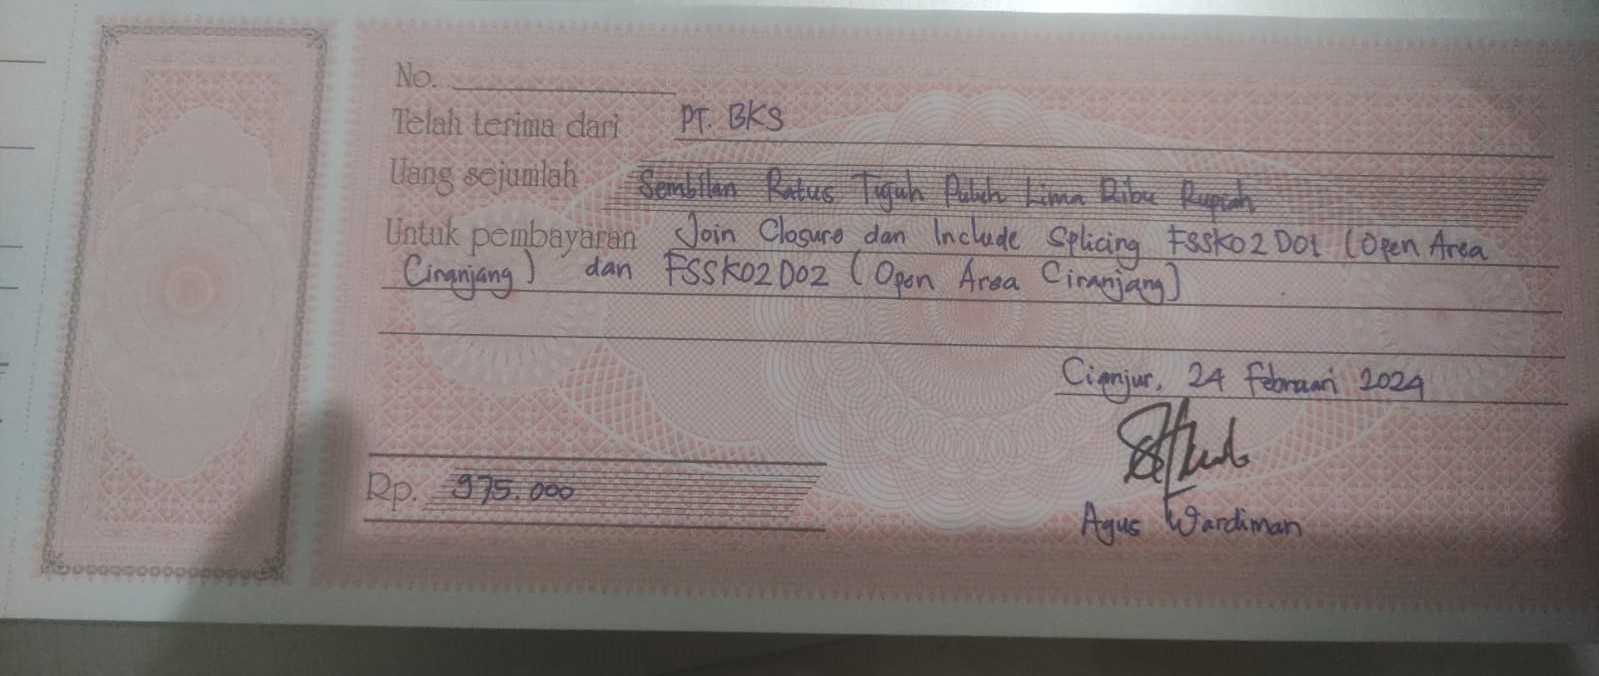 No.
Telah terima dari PT. BKS
Uang sejumlah Sembilan Ratus Tujuh Puluh Lima Ribu Rupiah
Untuk pembayaran Join Closure dan Include Splicing FSSK02D01 (Open Area
Ciranjang) dan FSSK02D02 (Open Area Ciranjang)
Cianjur, 24 Februari 2024
Rp. 975.000
Agus Wardiman